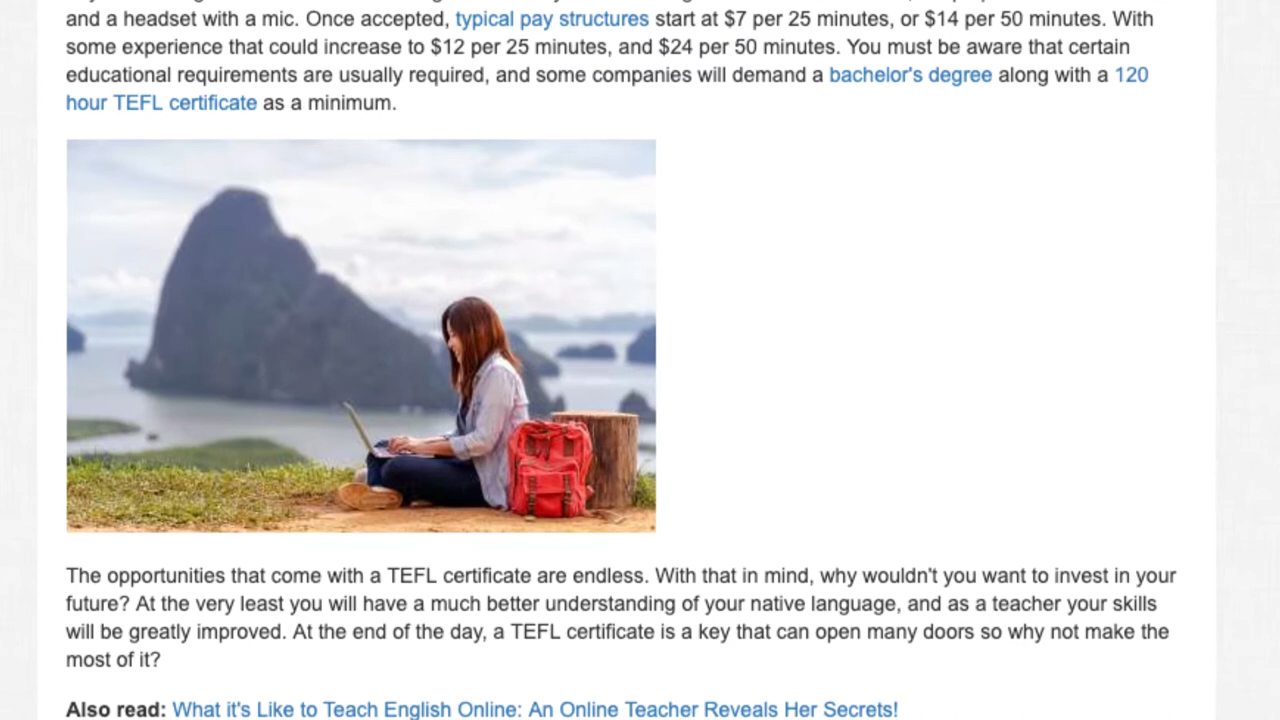 and a headset with a mic. Once accepted, typical pay structures start at $7 per 25 minutes, or $14 per 50 minutes. With
some experience that could increase to $12 per 25 minutes, and $24 per 50 minutes. You must be aware that certain
educational requirements are usually required, and some companies will demand a bachelor's degree along with a 120
hour TEFL certificate as a minimum.
The opportunities that come with a TEFL certificate are endless. With that in mind, why wouldn't you want to invest in your
future? At the very least you will have a much better understanding of your native language, and as a teacher your skills
will be greatly improved. At the end of the day, a TEFL certificate is a key that can open many doors so why not make the
most of it?
Also read: What it's Like to Teach English Online: An Online Teacher Reveals Her Secrets!